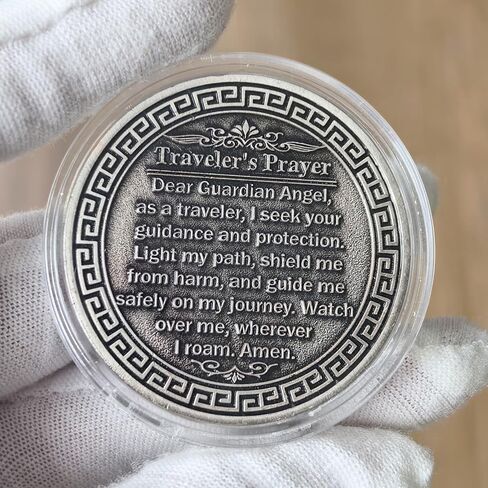 Traveler's Prayer
Dear Guardian Angel,
as a traveler, I seek your
guidance and protection.
Light my path, shield me
from harm, and guide me
safely on my journey. Watch
over me, wherever
I roam. Amen.